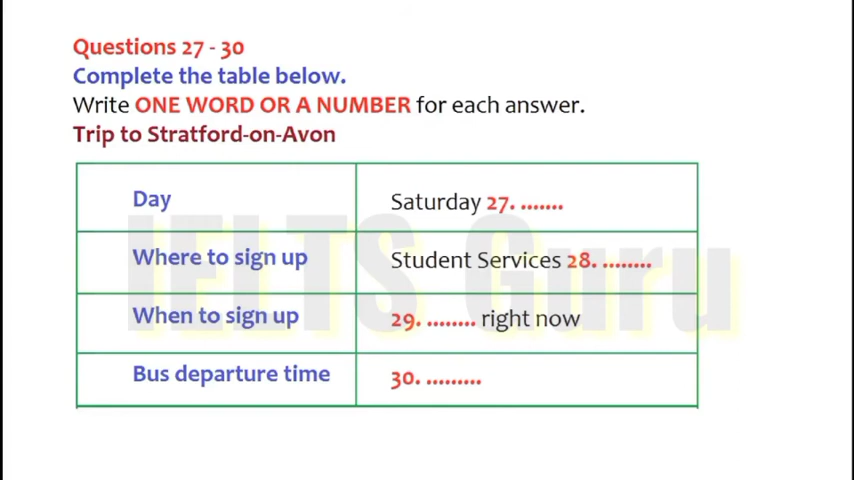 Questions 27 - 30
Complete the table below.
Write ONE WORD OR A NUMBER for each answer.
Trip to Stratford-on-Avon
Day Saturday 27. .......
Where to sign up Student Services 28. ........
When to sign up 29. ........ right now
Bus departure time 30. .........
IELTS Guru